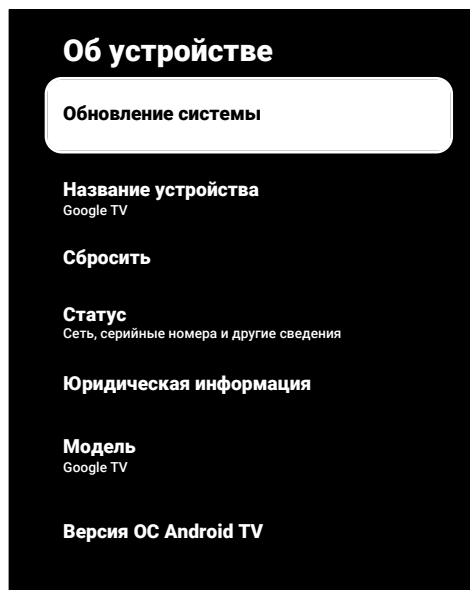 Об устройстве
Обновление системы
Название устройства
Google TV
Сбросить
Статус
Сеть, серийные номера и другие сведения
Юридическая информация
Модель
Google TV
Версия ОС Android TV